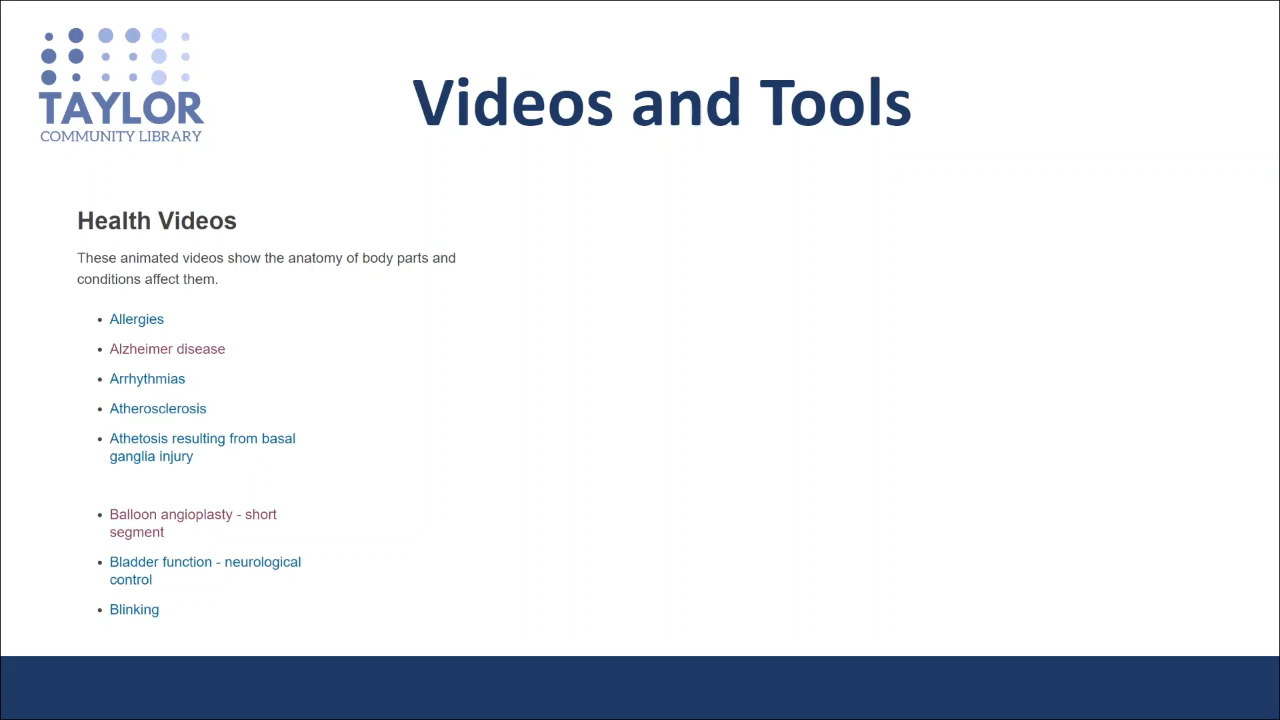 TAYLOR
COMMUNITY LIBRARY
Videos and Tools
Health Videos
These animated videos show the anatomy of body parts and
conditions affect them.
• Allergies
• Alzheimer disease
• Arrhythmias
• Atherosclerosis
• Athetosis resulting from basal
ganglia injury
• Balloon angioplasty - short
segment
• Bladder function - neurological
control
• Blinking